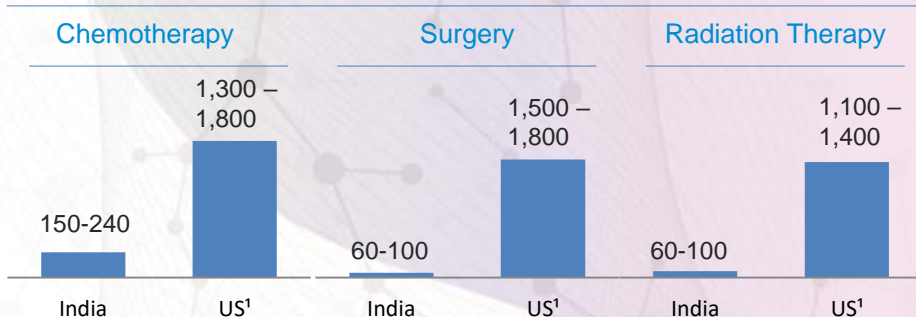 Chemotherapy
1,300 –
1,800
150-240
India
US¹
Surgery
1,500 –
1,800
60-100
India
US¹
Radiation Therapy
1,100 –
1,400
60-100
India
US¹